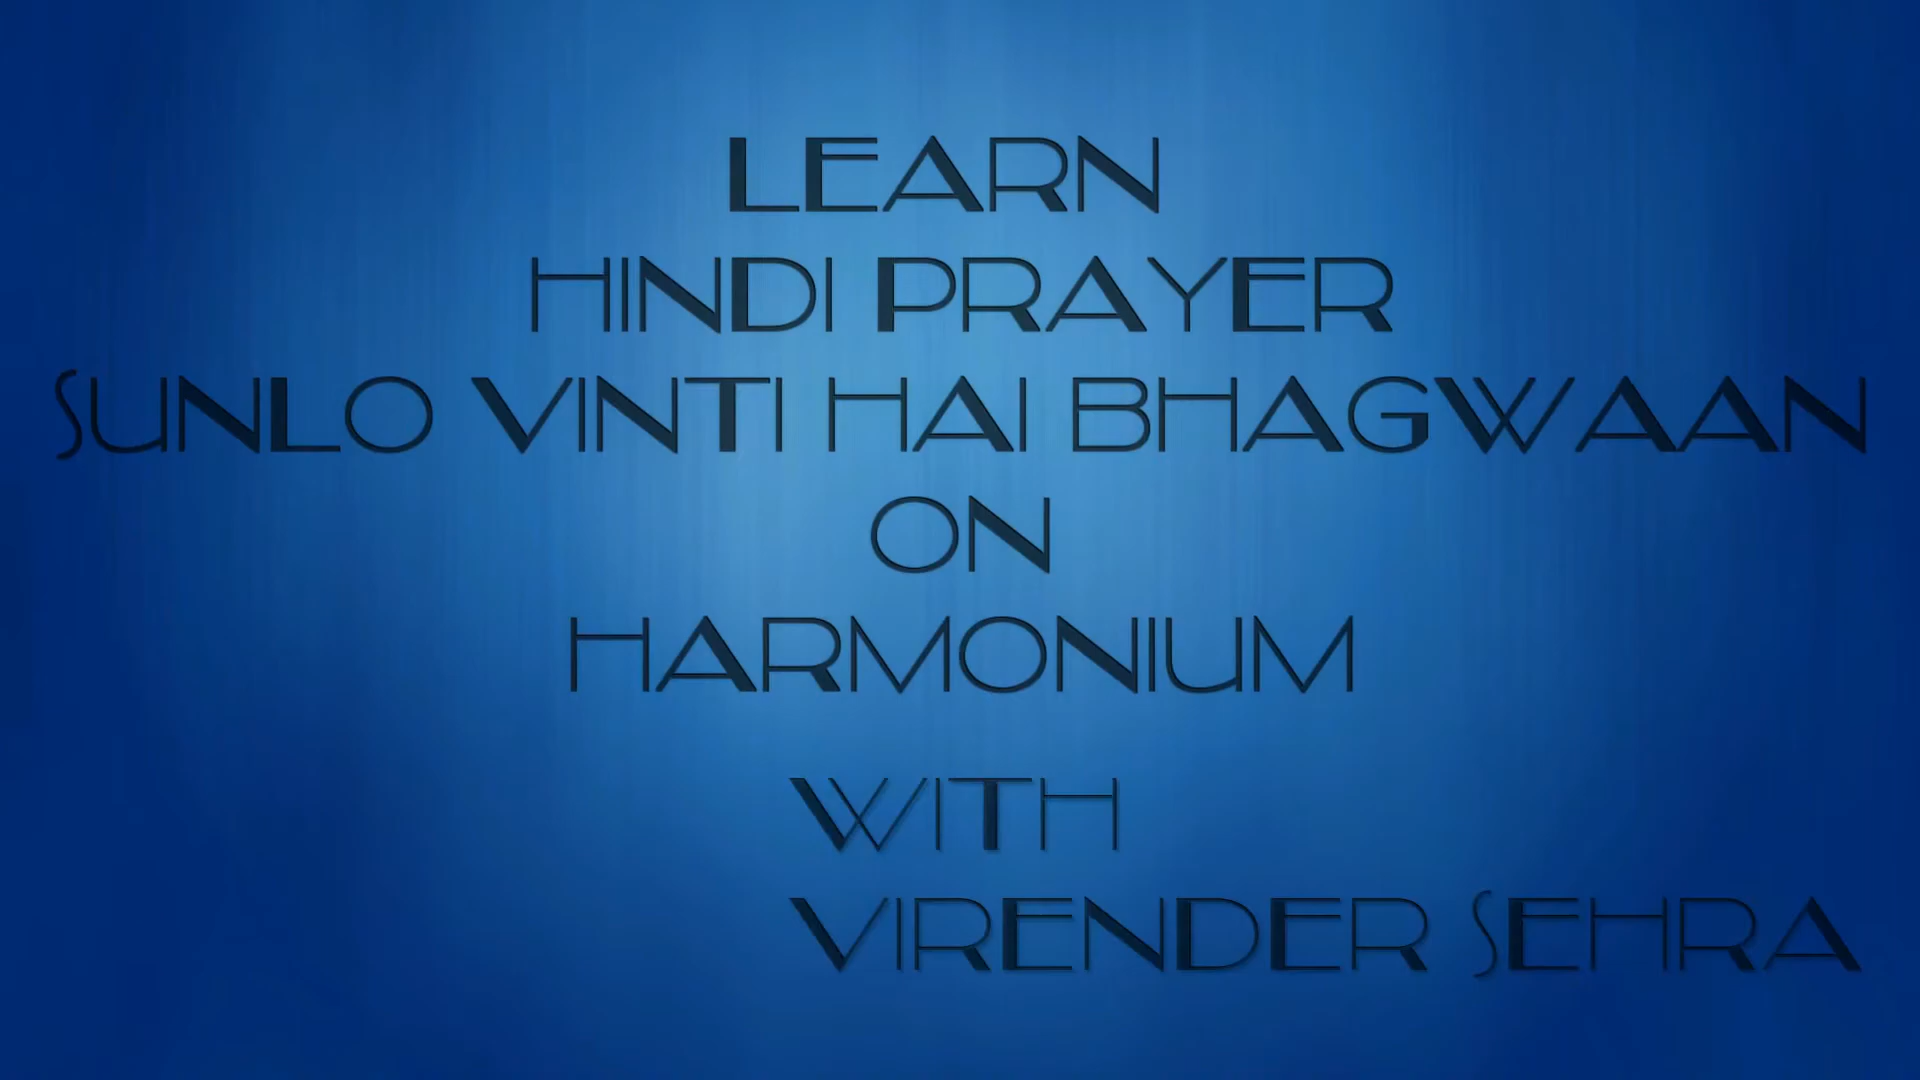 LEARN
HINDI PRAYER
SUNLO VINTI HAI BHAGWAAN
ON
HARMONIUM
WITH
VIRENDER SEHRA